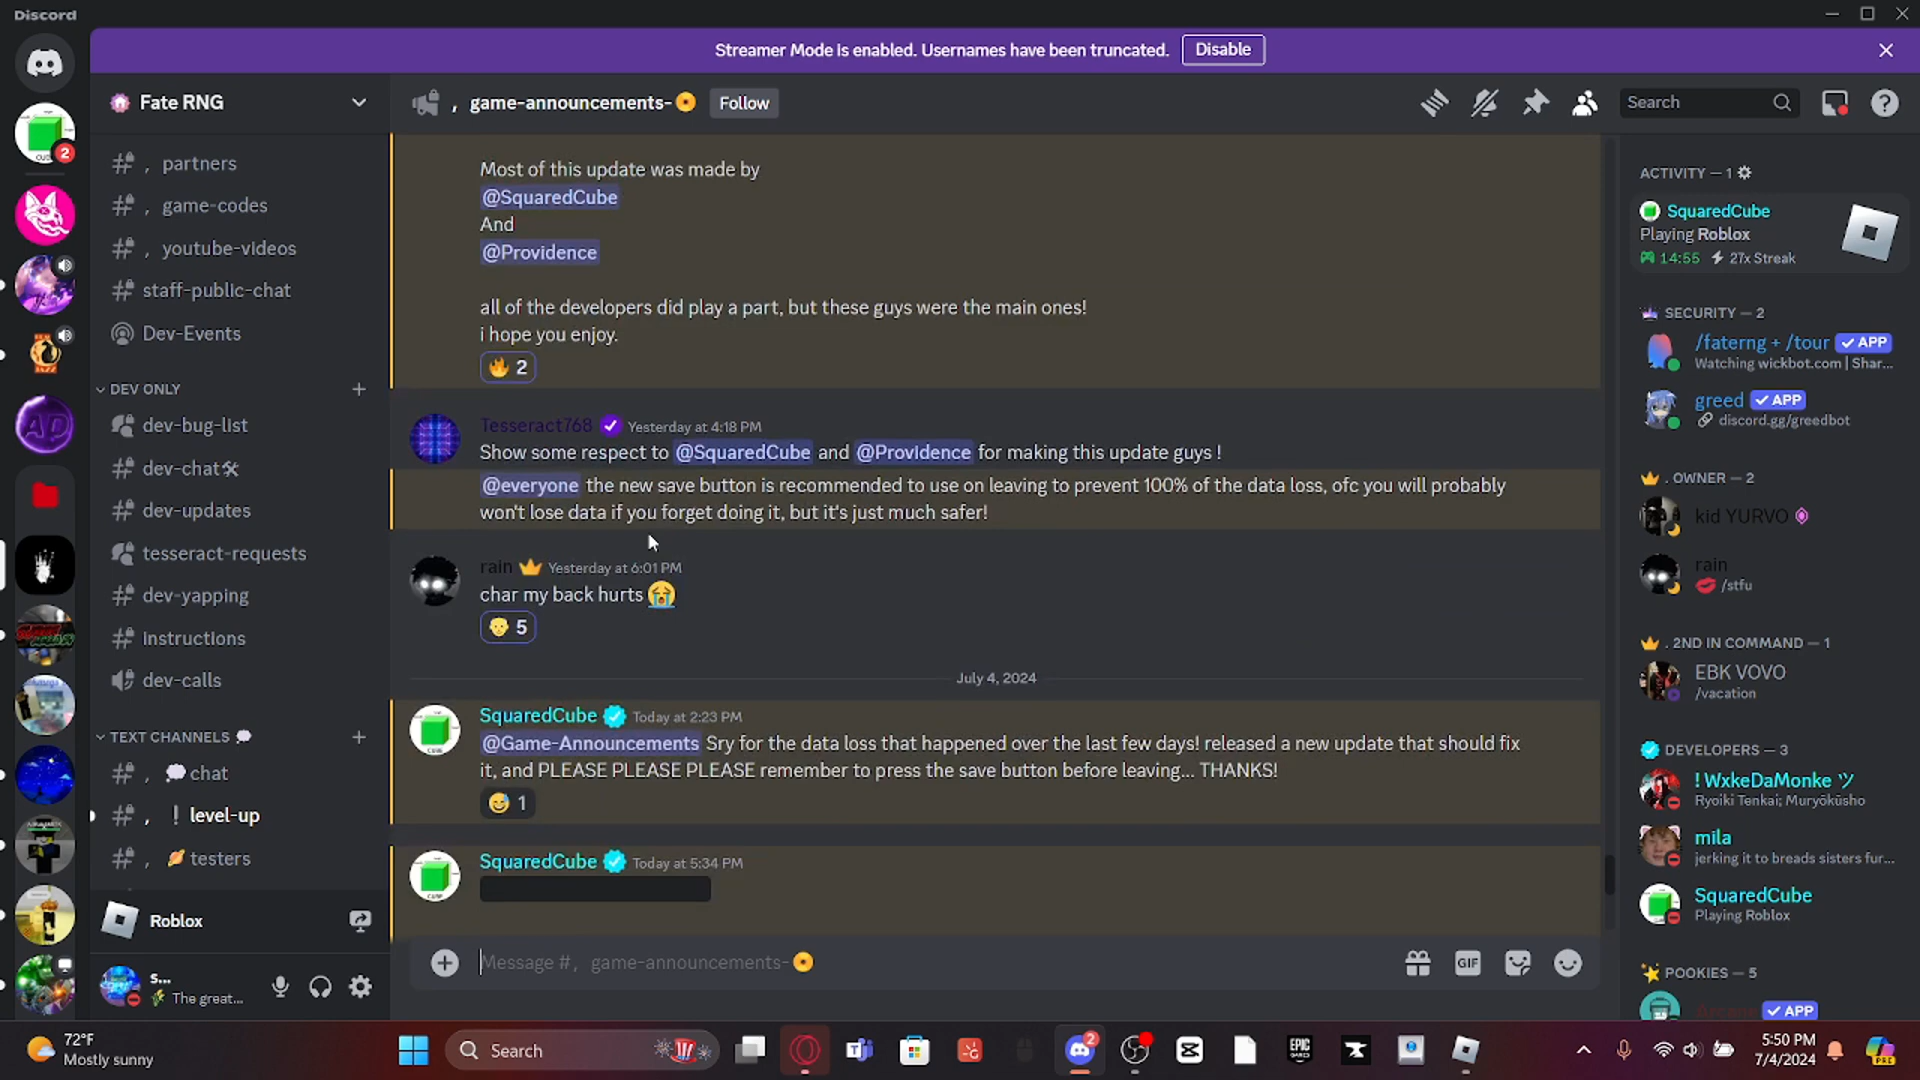 Discord
Streamer Mode is enabled. Usernames have been truncated. Disable
Fate RNG
, game-announcements- Follow
Search
, partners
, game-codes
, youtube-videos
staff-public-chat
Dev-Events
DEV ONLY
dev-bug-list
dev-chat🛠
dev-updates
tesseract-requests
dev-yapping
instructions
dev-calls
TEXT CHANNELS 💭
, 💭 chat
, ❕ level-up
, 🪐 testers
Roblox
S...
The great...
Most of this update was made by
@SquaredCube
And
@Providence
all of the developers did play a part, but these guys were the main ones!
i hope you enjoy.
🔥 2
Tesseract768 Yesterday at 4:18 PM
Show some respect to @SquaredCube and @Providence for making this update guys !
@everyone the new save button is recommended to use on leaving to prevent 100% of the data loss, ofc you will probably
won't lose data if you forget doing it, but it's just much safer!
rain Yesterday at 6:01 PM
char my back hurts 😭
5
July 4, 2024
SquaredCube Today at 2:23 PM
@Game-Announcements Sry for the data loss that happened over the last few days! released a new update that should fix
it, and PLEASE PLEASE PLEASE remember to press the save button before leaving... THANKS!
😅 1
SquaredCube Today at 5:34 PM
Message #, game-announcements-
GIF
ACTIVITY — 1
SquaredCube
Playing Roblox
14:55 27x Streak
SECURITY — 2
/faterng + /tour ✓ APP
Watching wickbot.com | Shar...
greed ✓ APP
discord.gg/greedbot
. OWNER — 2
kid YURVO
rain
💋 /stfu
. 2ND IN COMMAND — 1
EBK VOVO
/vacation
DEVELOPERS — 3
! WxkeDaMonke ツ
Ryoiki Tenkai; Muryōkūsho
mila
jerking it to breads sisters fur...
SquaredCube
Playing Roblox
POOKIES — 5
✓ APP
2
AD
72°F
Mostly sunny
Search
2
EPIC GAMES
5:50 PM
7/4/2024
PRE